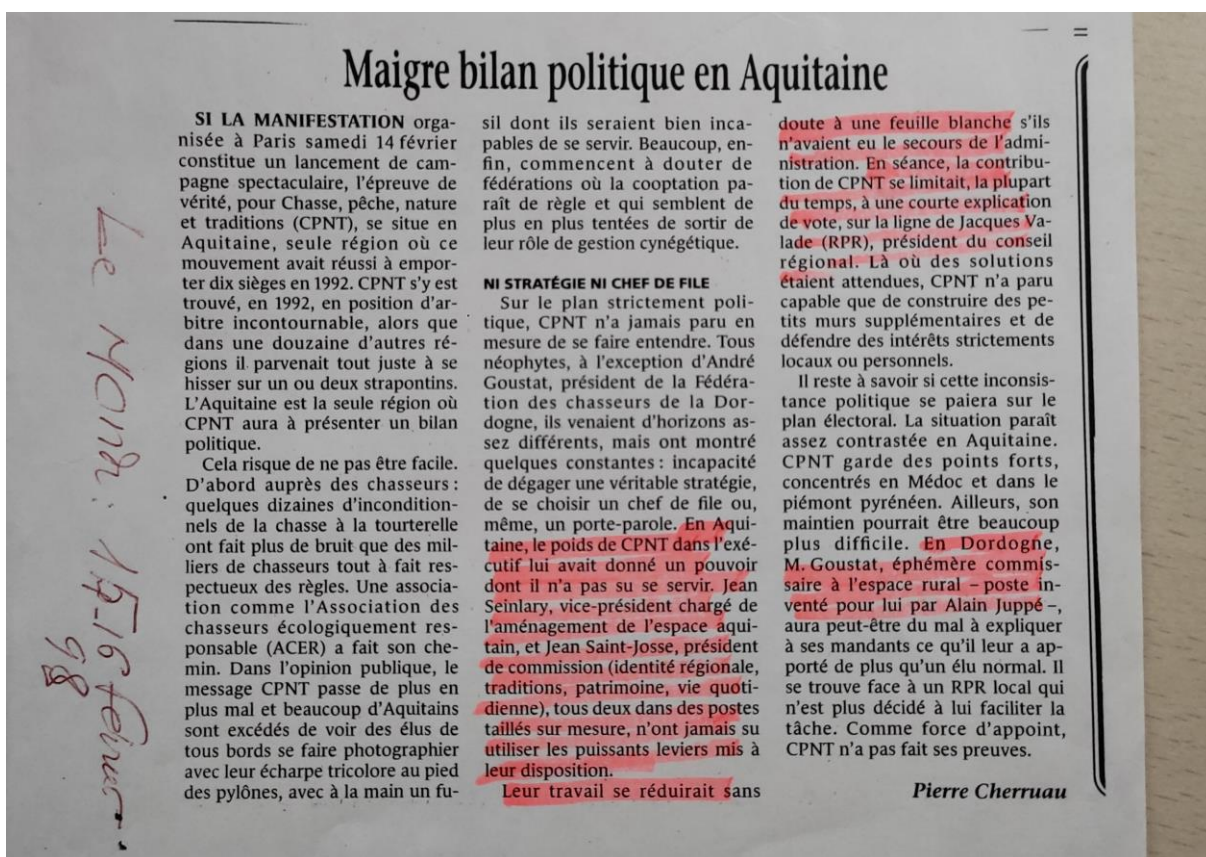 Maigre bilan politique en Aquitaine
SI LA MANIFESTATION orga-
nisée à Paris samedi 14 février
constitue un lancement de cam-
pagne spectaculaire, l'épreuve de
vérité, pour Chasse, pêche, nature
et traditions (CPNT), se situe en
Aquitaine, seule région où ce
mouvement avait réussi à empor-
ter dix sièges en 1992. CPNT s'y est
trouvé, en 1992, en position d'ar-
bitre incontournable, alors que
dans une douzaine d'autres ré-
gions il parvenait tout juste à se
hisser sur un ou deux strapontins.
L'Aquitaine est la seule région où
CPNT aura à présenter un bilan
politique.
Cela risque de ne pas être facile.
D'abord auprès des chasseurs :
quelques dizaines d'incondition-
nels de la chasse à la tourterelle
ont fait plus de bruit que des mil-
liers de chasseurs tout à fait res-
pectueux des règles. Une associa-
tion comme l'Association des
chasseurs écologiquement res-
ponsable (ACER) a fait son che-
min. Dans l'opinion publique, le
message CPNT passe de plus en
plus mal et beaucoup d'Aquitains
sont excédés de voir des élus de
tous bords se faire photographier
avec leur écharpe tricolore au pied
des pylônes, avec à la main un fu-
sil dont ils seraient bien inca-
pables de se servir. Beaucoup, en-
fin, commencent à douter de
fédérations où la cooptation pa-
raît de règle et qui semblent de
plus en plus tentées de sortir de
leur rôle de gestion cynégétique.
NI STRATÉGIE NI CHEF DE FILE
Sur le plan strictement poli-
tique, CPNT n'a jamais paru en
mesure de se faire entendre. Tous
néophytes, à l'exception d'André
Goustat, président de la Fédéra-
tion des chasseurs de la Dor-
dogne, ils venaient d'horizons as-
sez différents, mais ont montré
quelques constantes : incapacité
de dégager une véritable stratégie,
de se choisir un chef de file ou,
même, un porte-parole. En Aqui-
taine, le poids de CPNT dans l'exé-
cutif lui avait donné un pouvoir
dont il n'a pas su se servir. Jean
Seinlary, vice-président chargé de
l'aménagement de l'espace aqui-
tain, et Jean Saint-Josse, président
de commission (identité régionale,
traditions, patrimoine, vie quoti-
dienne), tous deux dans des postes
taillés sur mesure, n'ont jamais su
utiliser les puissants leviers mis à
leur disposition.
Leur travail se réduirait sans
doute à une feuille blanche s'ils
n'avaient eu le secours de l'admi-
nistration. En séance, la contribu-
tion de CPNT se limitait, la plupart
du temps, à une courte explication
de vote, sur la ligne de Jacques Va-
lade (RPR), président du conseil
régional. Là où des solutions
étaient attendues, CPNT n'a paru
capable que de construire des pe-
tits murs supplémentaires et de
défendre des intérêts strictement
locaux ou personnels.
Il reste à savoir si cette inconsis-
tance politique se paiera sur le
plan électoral. La situation paraît
assez contrastée en Aquitaine.
CPNT garde des points forts,
concentrés en Médoc et dans le
piémont pyrénéen. Ailleurs, son
maintien pourrait être beaucoup
plus difficile. En Dordogne,
M. Goustat, éphémère commis-
saire à l'espace rural – poste in-
venté pour lui par Alain Juppé –,
aura peut-être du mal à expliquer
à ses mandants ce qu'il leur a ap-
porté de plus qu'un élu normal. Il
se trouve face à un RPR local qui
n'est plus décidé à lui faciliter la
tâche. Comme force d'appoint,
CPNT n'a pas fait ses preuves.
Pierre Cherruau
Le 15-16
98